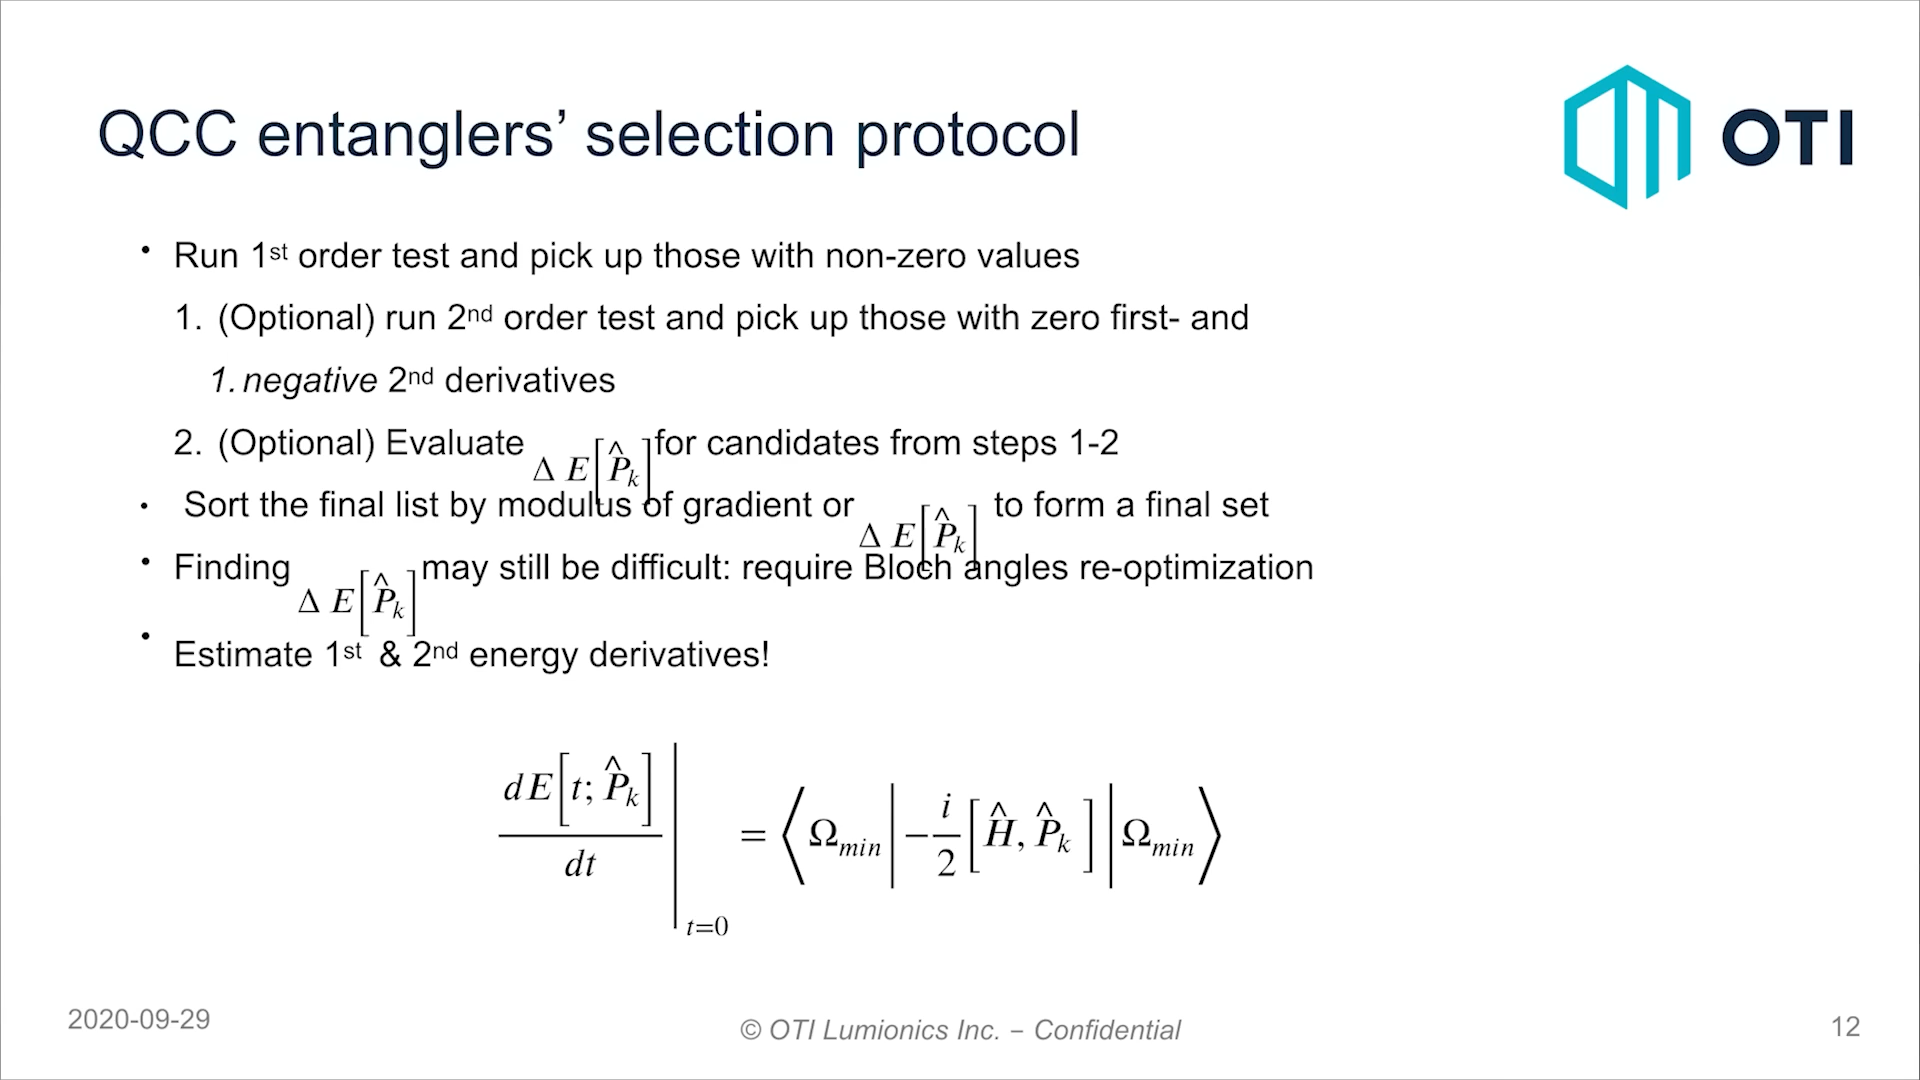 QCC entanglers’ selection protocol
OTI
• Run 1st order test and pick up those with non-zero values
1. (Optional) run 2nd order test and pick up those with zero first- and
1. negative 2nd derivatives
2. (Optional) Evaluate Δ E[P̂k] for candidates from steps 1-2
• Sort the final list by modulus of gradient or Δ E[P̂k] to form a final set
• Finding Δ E[P̂k] may still be difficult: require Bloch angles re-optimization
• Estimate 1st & 2nd energy derivatives!
dE[t; P̂k] / dt |t=0 = ⟨Ωmin| −i/2 [Ĥ, P̂k] |Ωmin⟩
2020-09-29
© OTI Lumionics Inc. – Confidential
12